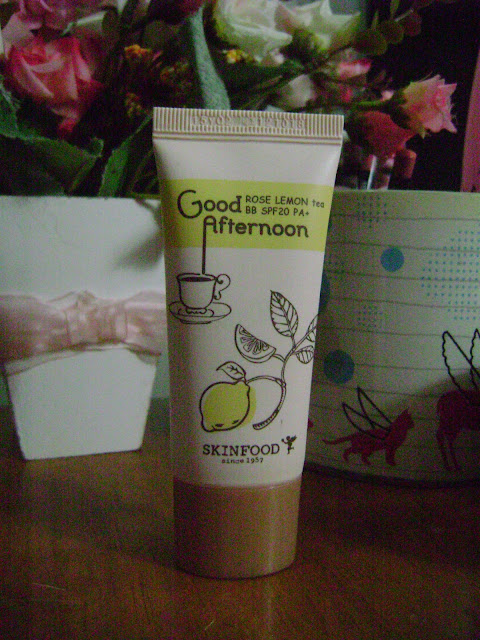 Good Afternoon
ROSE LEMON tea
BB SPF20 PA+
SKINFOOD
since 1957